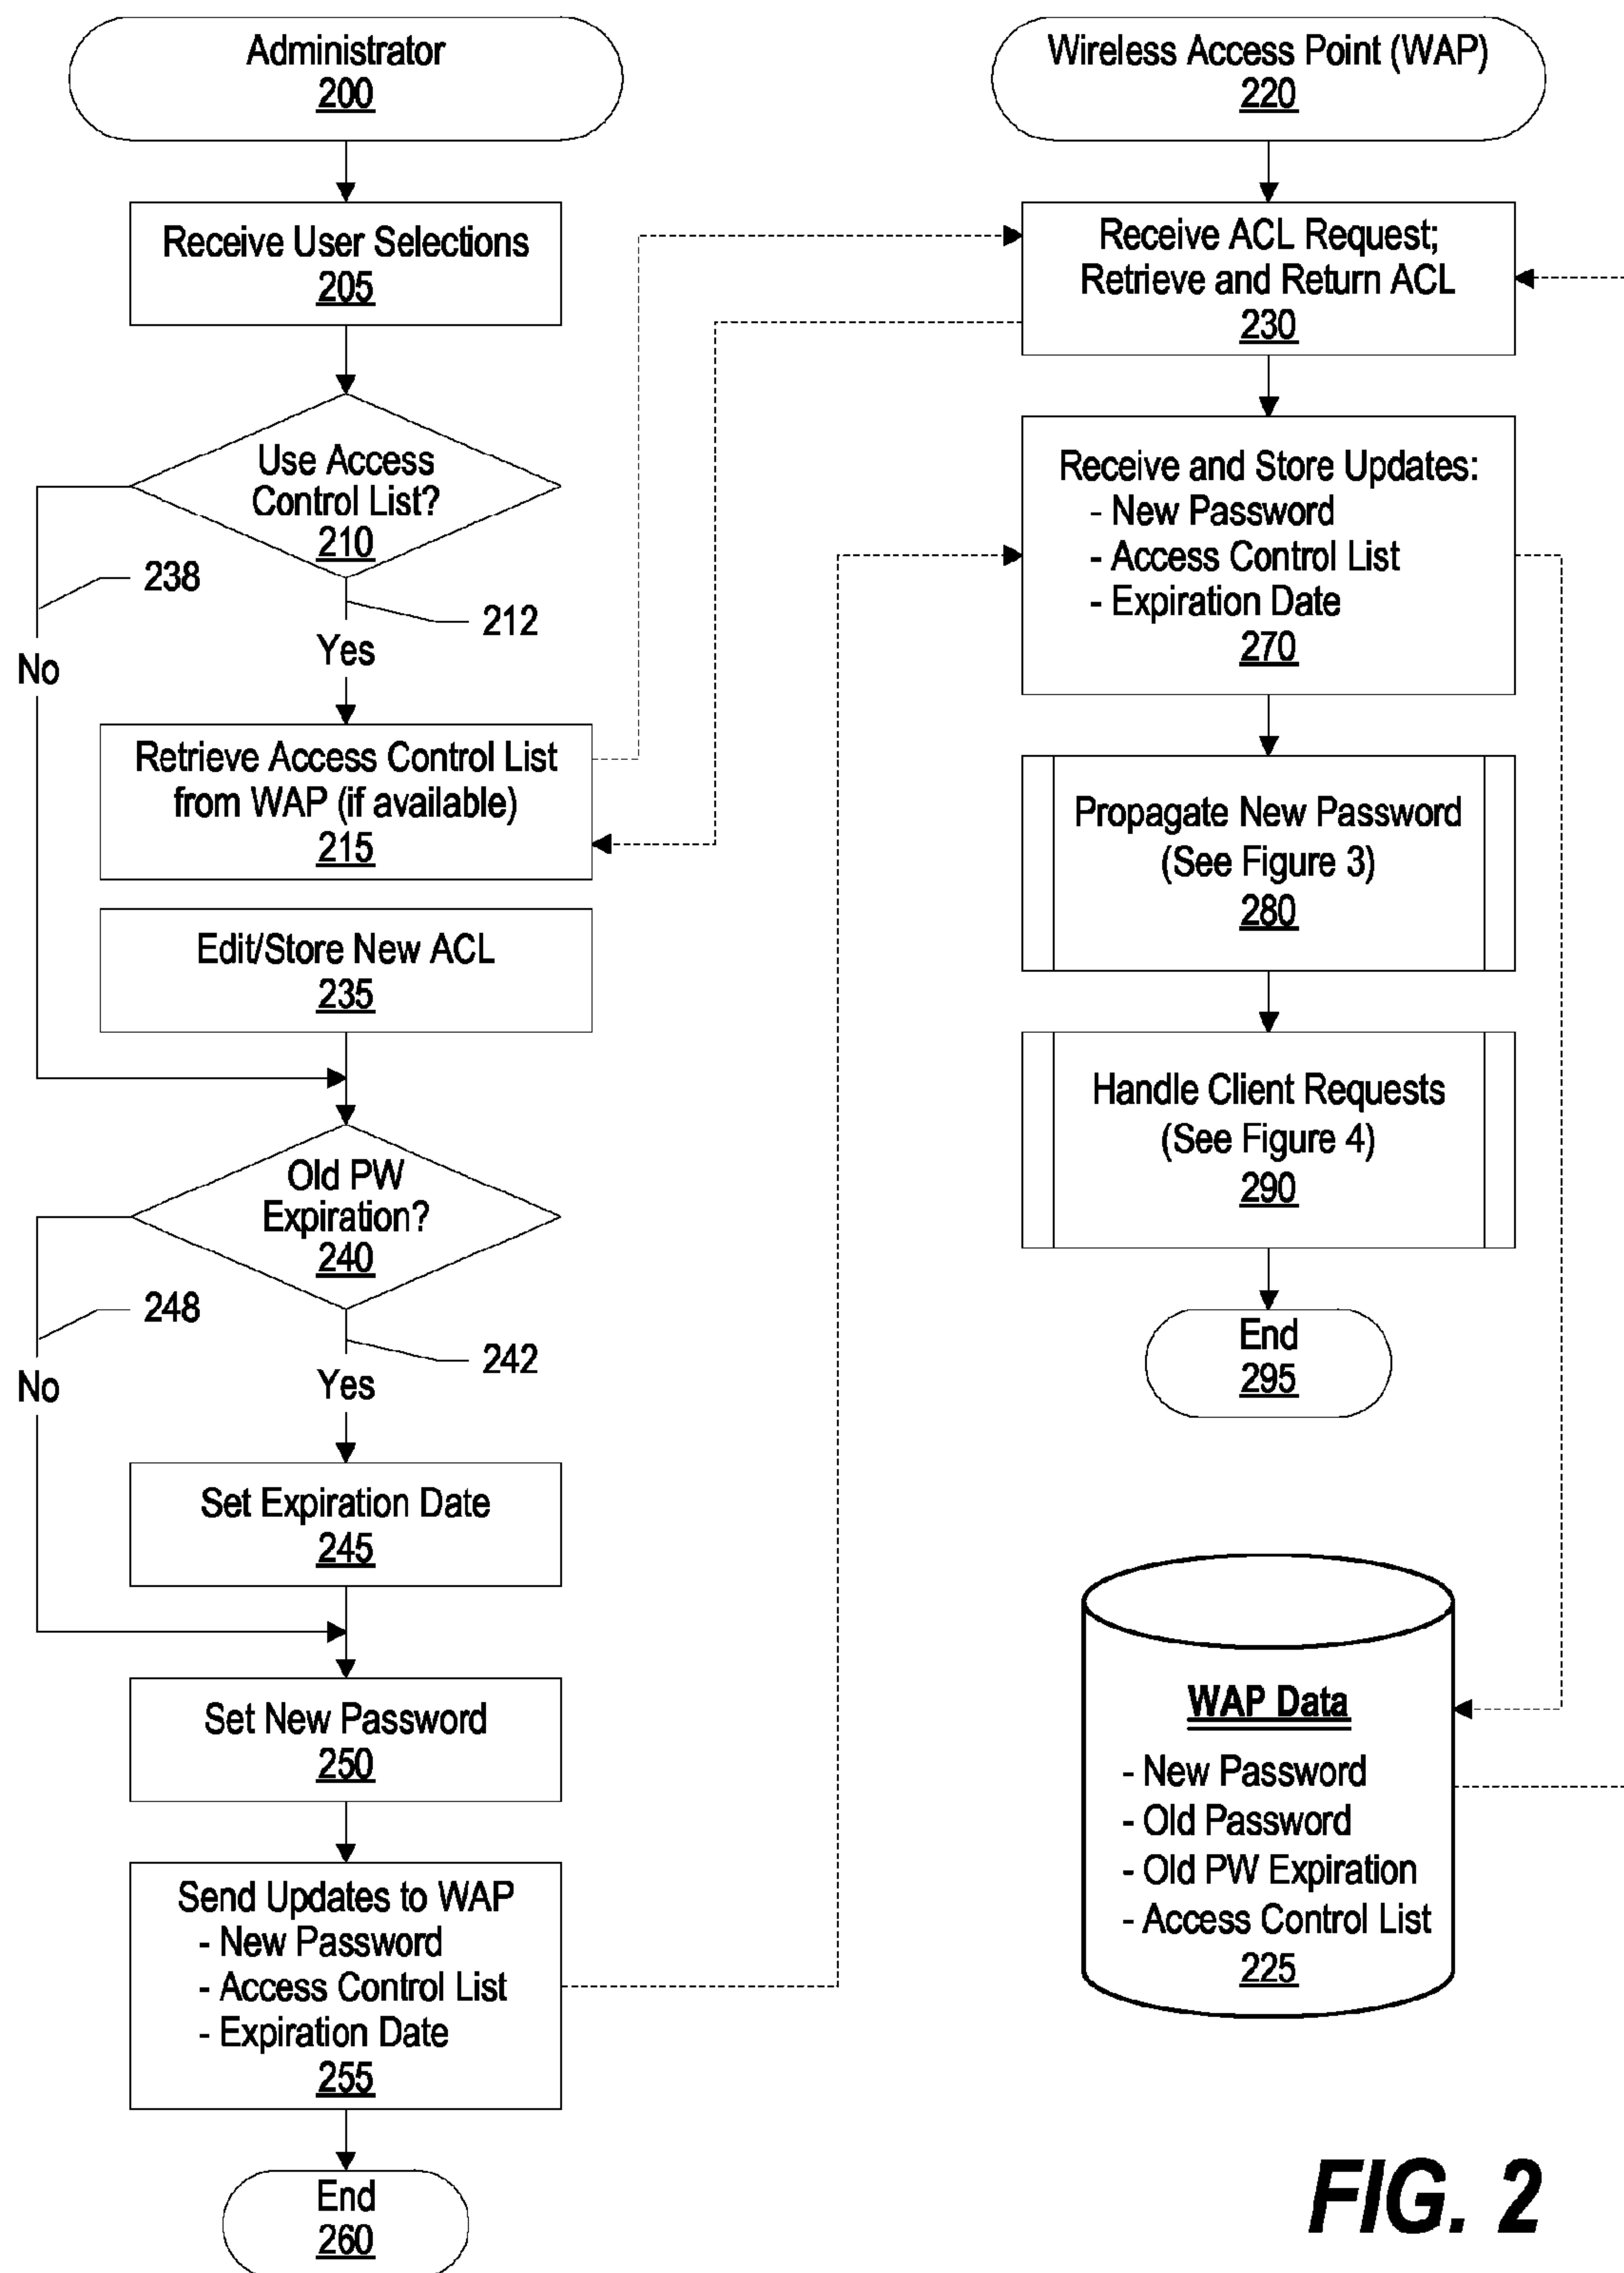 Administrator
200
Receive User Selections
205
Use Access
Control List?
210
238
212
No
Yes
Retrieve Access Control List
from WAP (if available)
215
Edit/Store New ACL
235
Old PW
Expiration?
240
248
242
No
Yes
Set Expiration Date
245
Set New Password
250
Send Updates to WAP
- New Password
- Access Control List
- Expiration Date
255
End
260
Wireless Access Point (WAP)
220
Receive ACL Request;
Retrieve and Return ACL
230
Receive and Store Updates:
- New Password
- Access Control List
- Expiration Date
270
Propagate New Password
(See Figure 3)
280
Handle Client Requests
(See Figure 4)
290
End
295
WAP Data
- New Password
- Old Password
- Old PW Expiration
- Access Control List
225
FIG. 2